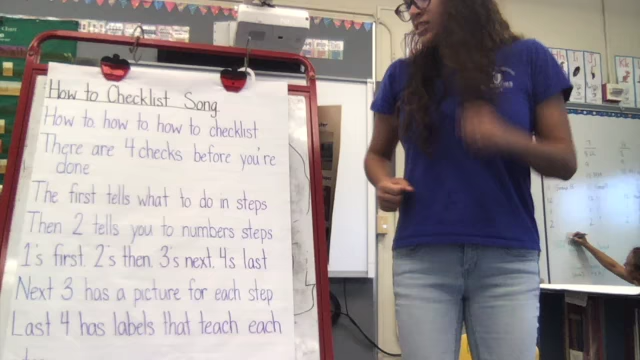 How to Checklist Song
How to. how to. how to checklist
There are 4 checks before you're
done
The first tells what to do in steps
Then 2 tells you to numbers steps
1's first. 2's then. 3's next. 4s last
Next 3 has a picture for each step
Last 4 has labels that teach each